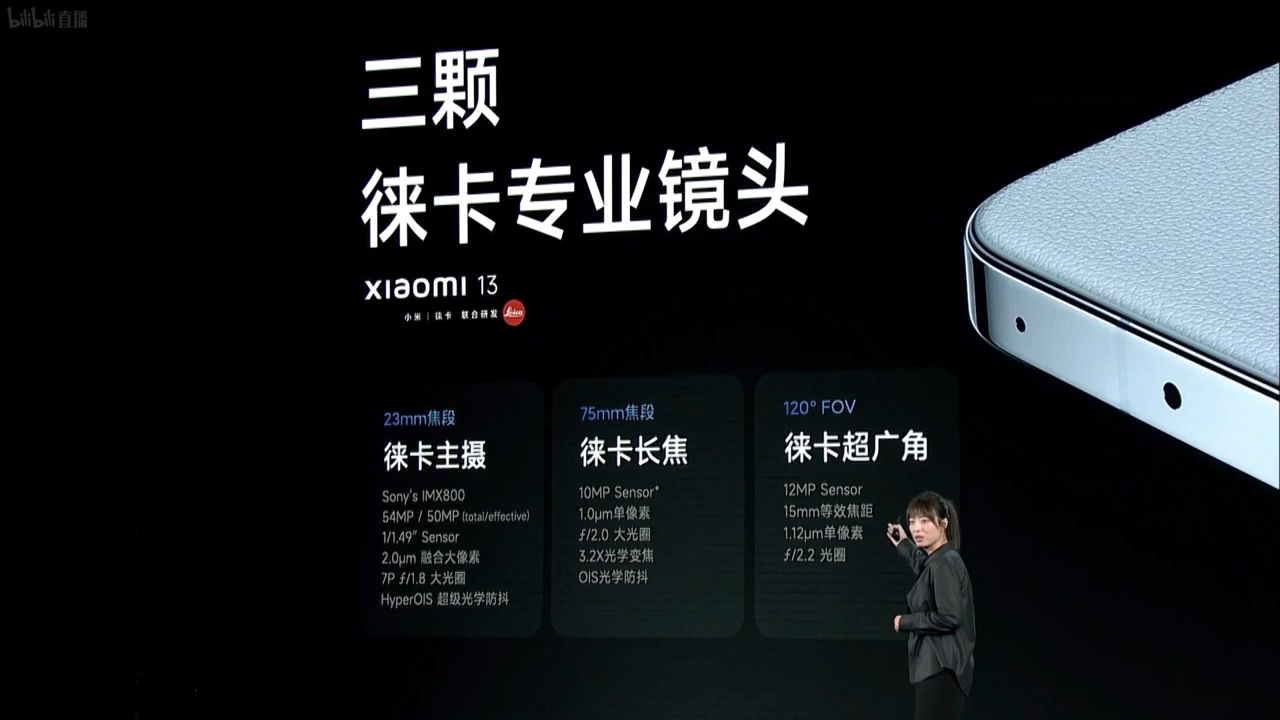 bilibili直播
三颗
徕卡专业镜头
xiaomi 13
小米 | 徕卡 联合研发 Leica
23mm焦段
徕卡主摄
Sony's IMX800
54MP / 50MP (total/effective)
1/1.49" Sensor
2.0μm 融合大像素
7P ƒ/1.8 大光圈
HyperOIS 超级光学防抖
75mm焦段
徕卡长焦
10MP Sensor*
1.0μm单像素
ƒ/2.0 大光圈
3.2X光学变焦
OIS光学防抖
120° FOV
徕卡超广角
12MP Sensor
15mm等效焦距
1.12μm单像素
ƒ/2.2 光圈